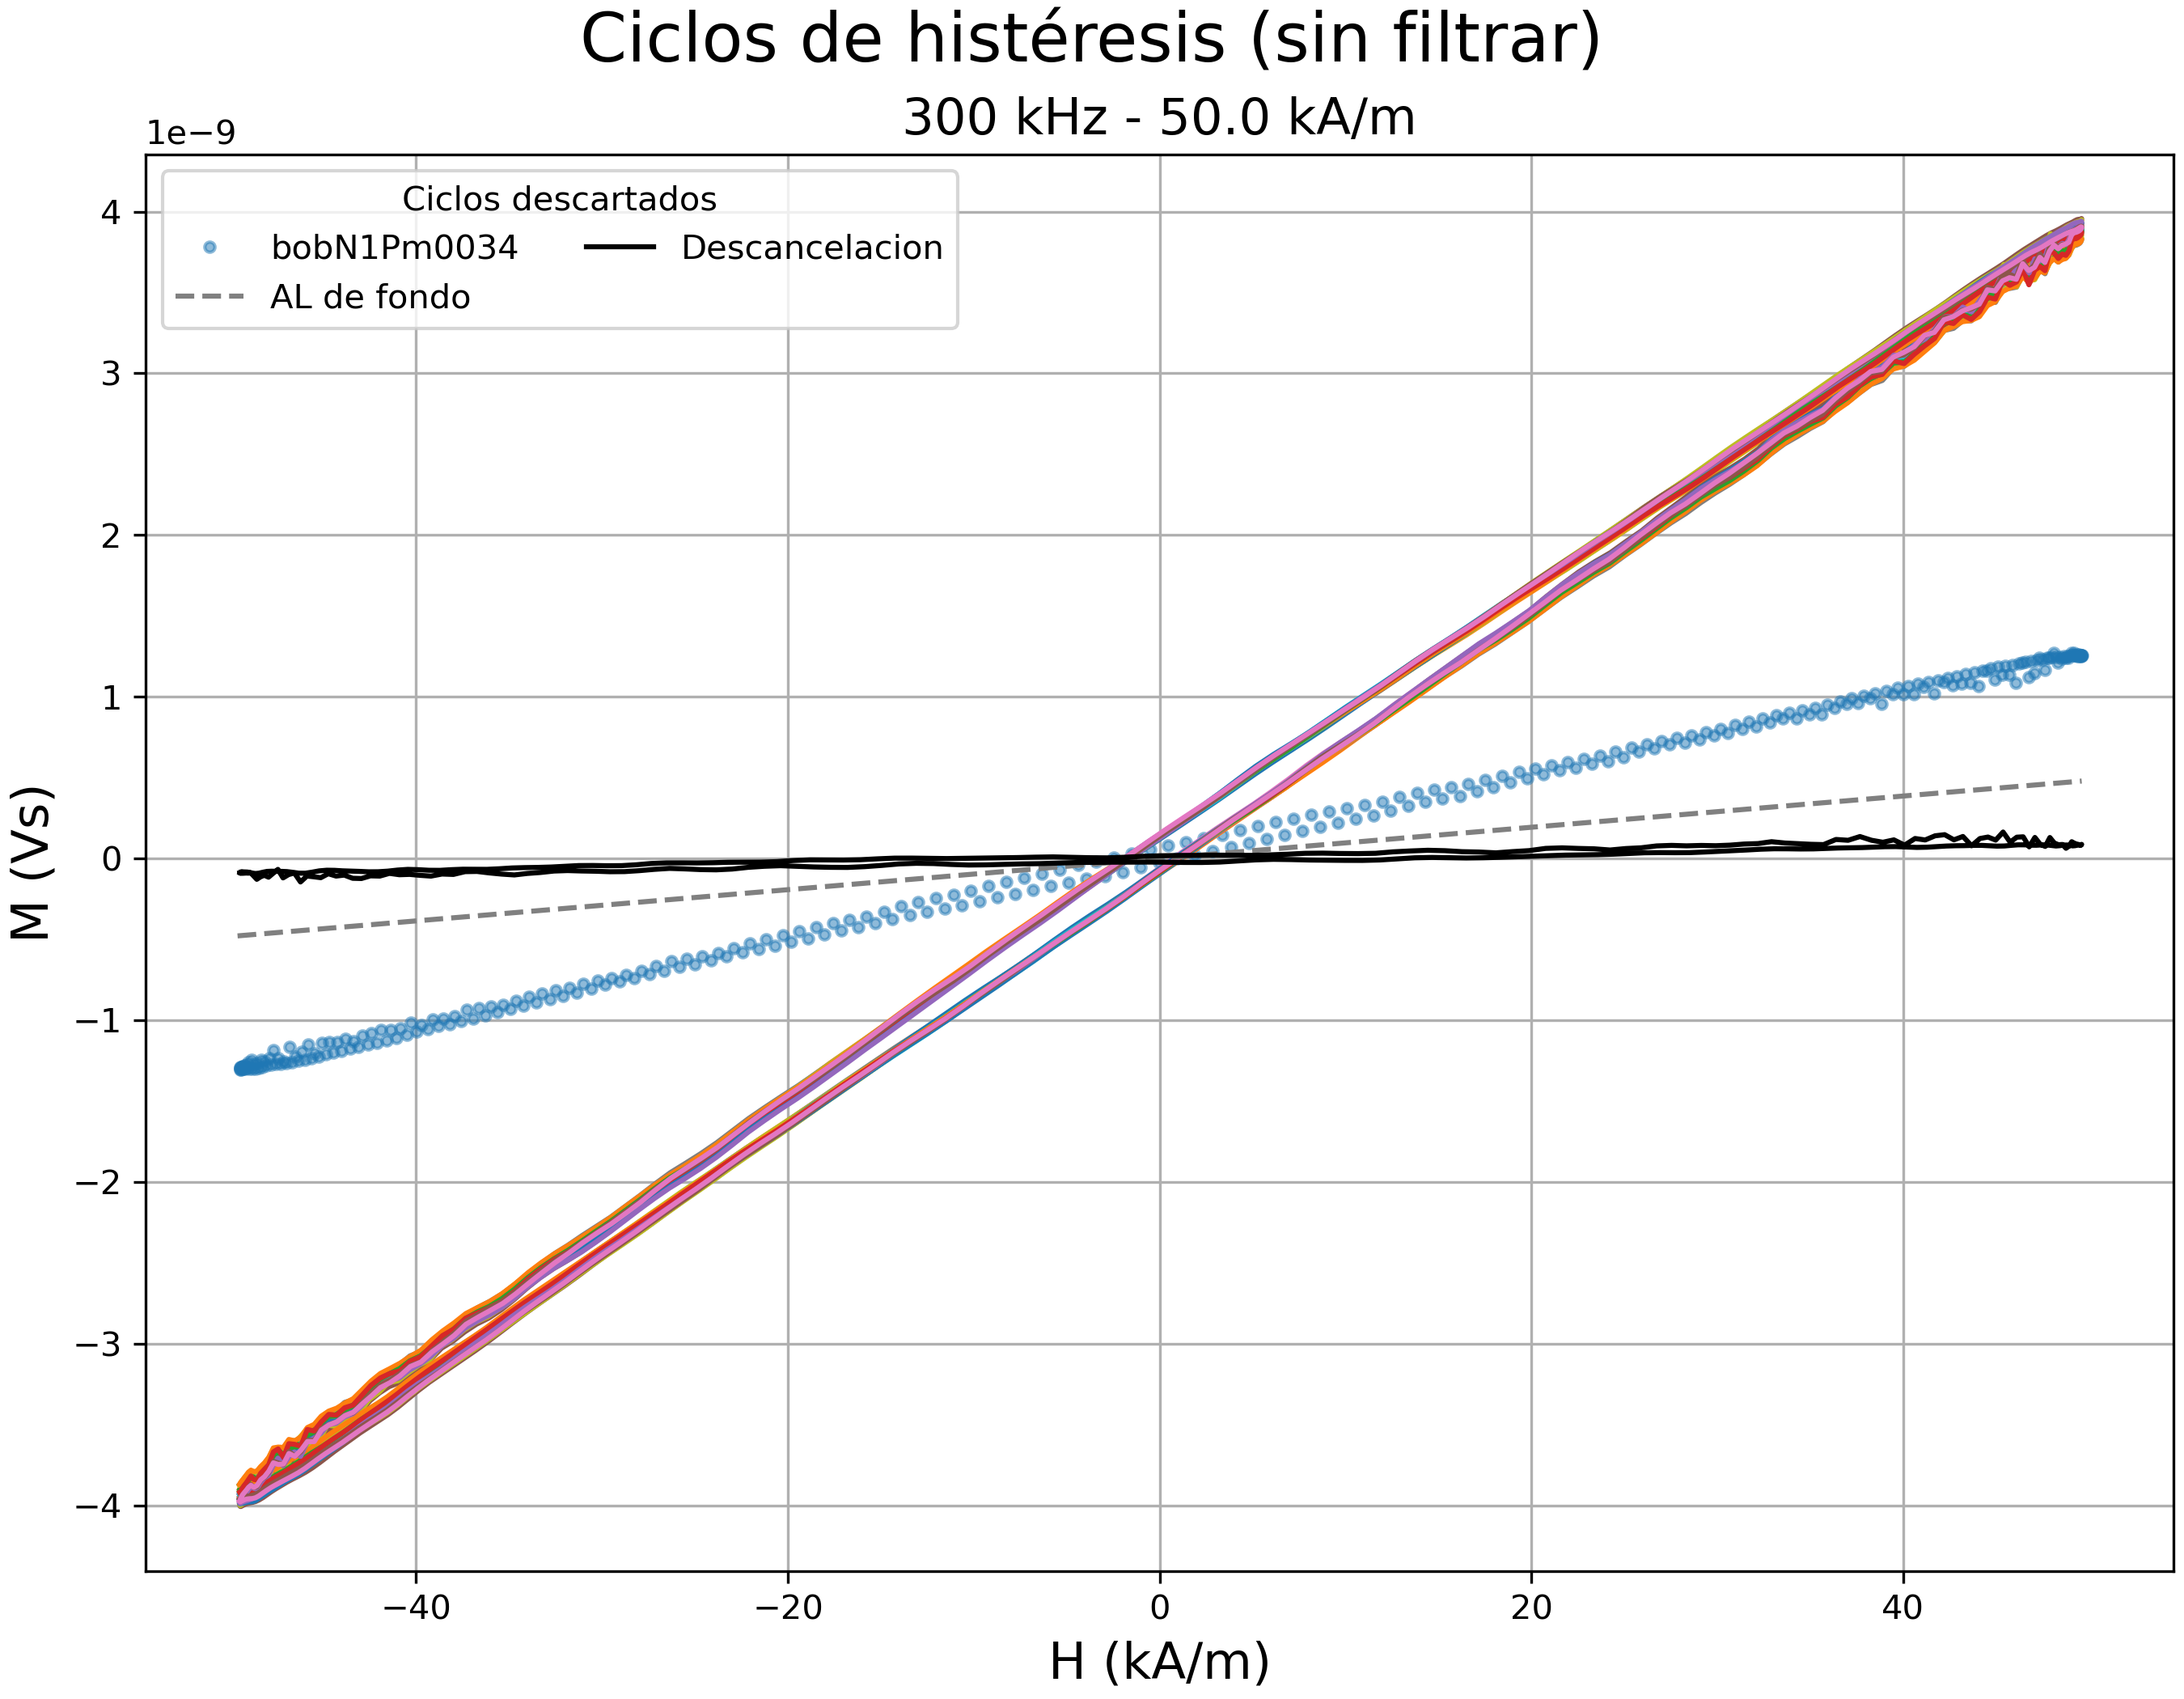 Ciclos de histéresis (sin filtrar)
300 kHz - 50.0 kA/m
1e−9
Ciclos descartados
bobN1Pm0034
AL de fondo
Descancelacion
4
3
2
1
0
−1
−2
−3
−4
M (Vs)
−40
−20
0
20
40
H (kA/m)